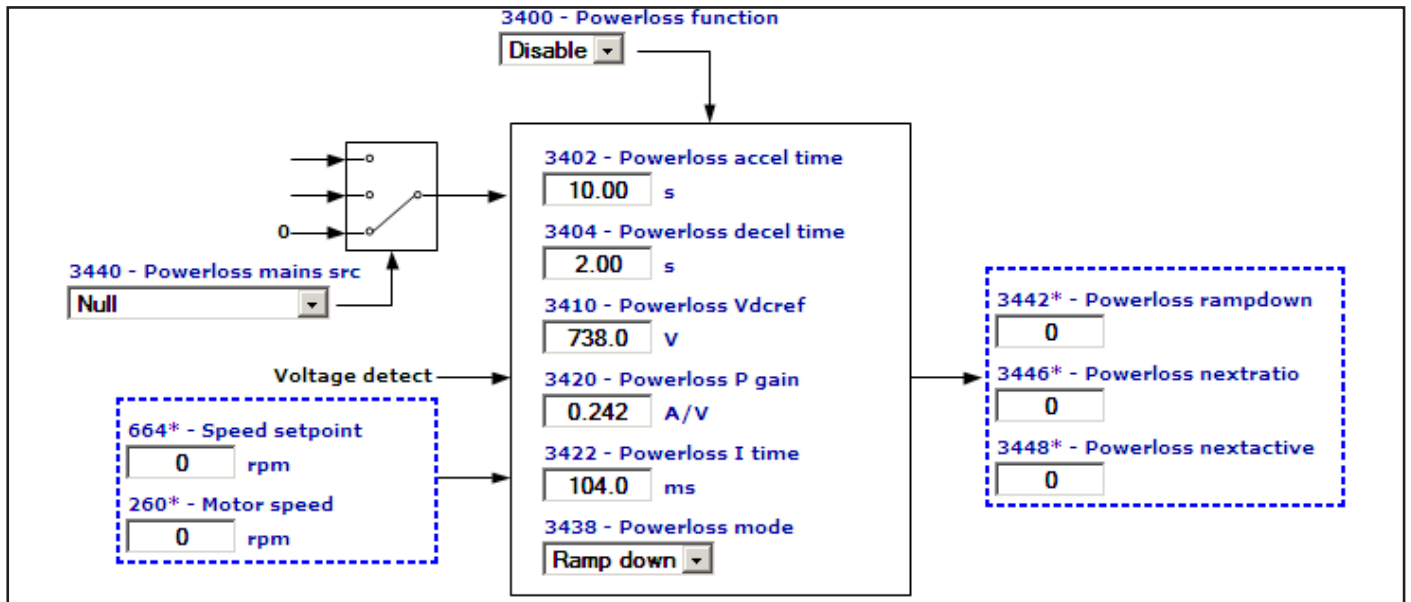 3400 - Powerloss function
Disable
3402 - Powerloss accel time
10.00 s
0
3404 - Powerloss decel time
2.00 s
3440 - Powerloss mains src
Null
3410 - Powerloss Vdcref
738.0 V
Voltage detect
3420 - Powerloss P gain
0.242 A/V
664* - Speed setpoint
0 rpm
3422 - Powerloss I time
104.0 ms
260* - Motor speed
0 rpm
3438 - Powerloss mode
Ramp down
3442* - Powerloss rampdown
0
3446* - Powerloss nextratio
0
3448* - Powerloss nextactive
0